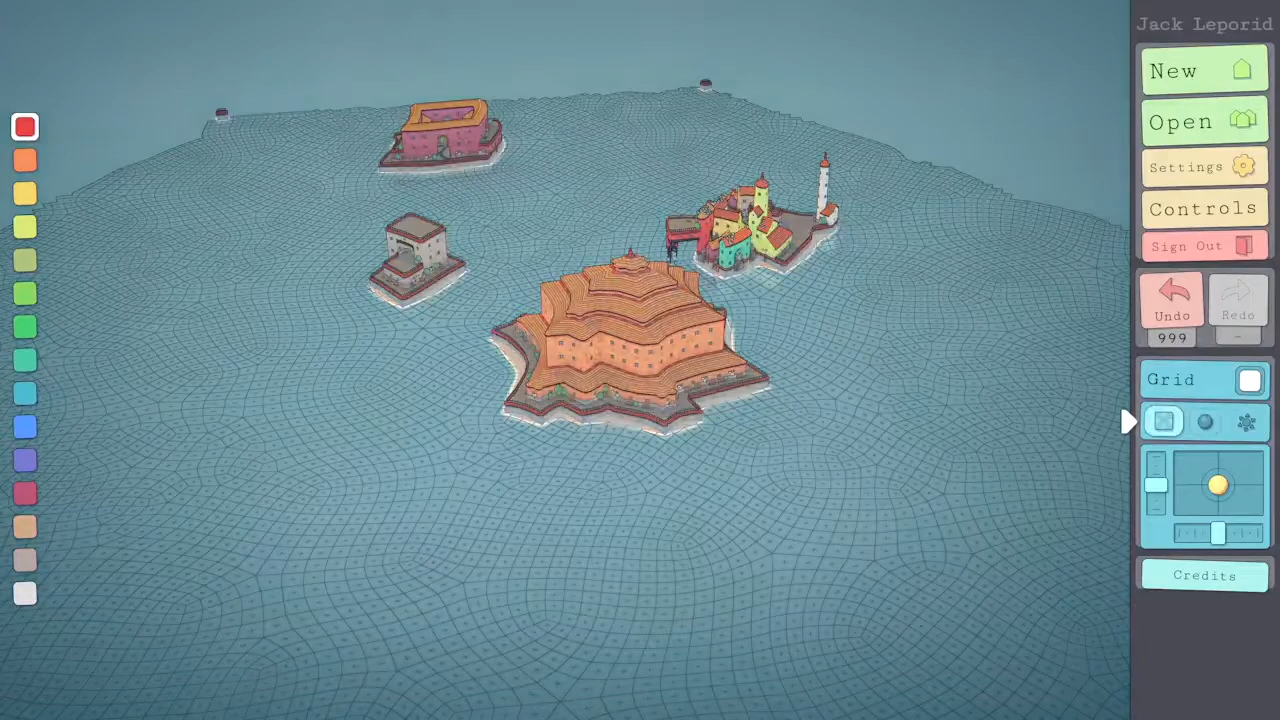 Jack Leporid
New
Open
Settings
Controls
Sign Out
Undo
Redo
999
-
Grid
Credits